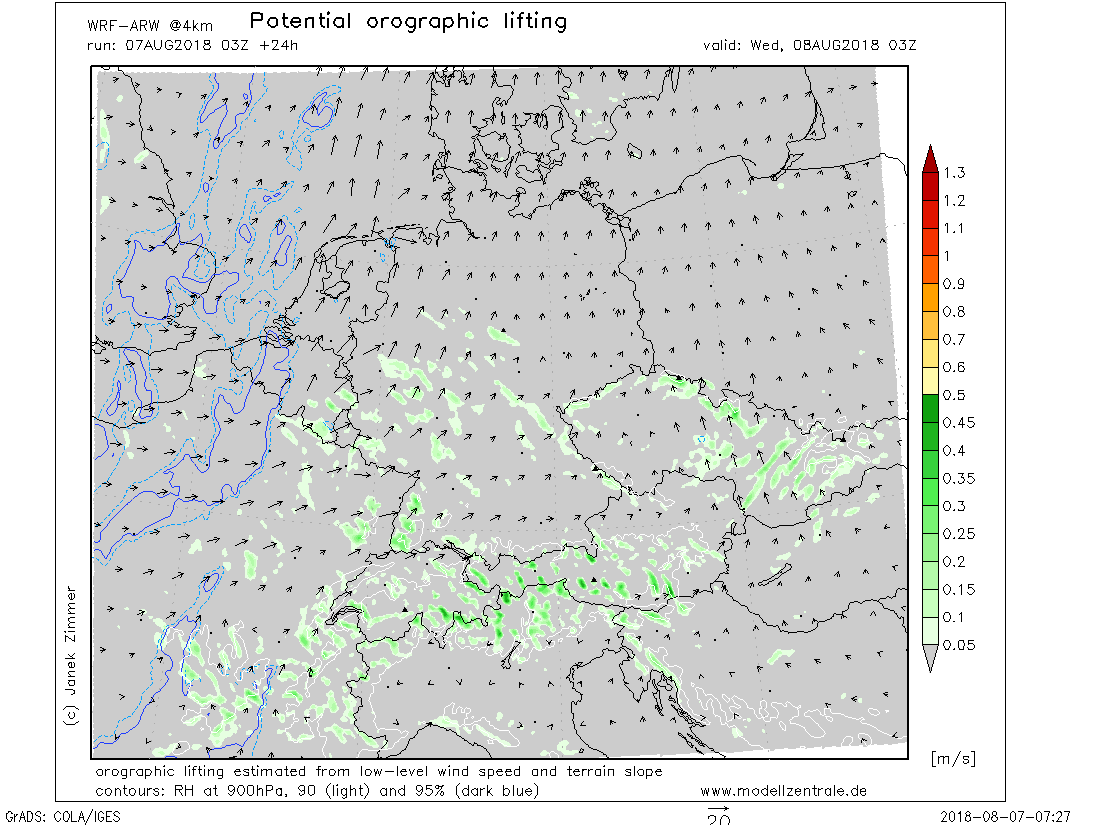 Potential orographic lifting
WRF-ARW @4km
run: 07AUG2018 03Z +24h
valid: Wed, 08AUG2018 03Z
1.3
1.2
1.1
1
0.9
0.8
0.7
0.6
0.5
0.45
0.4
0.35
0.3
0.25
0.2
0.15
0.1
0.05
[m/s]
(c) Janek Zimmer
orographic lifting estimated from low-level wind speed and terrain slope
contours: RH at 900hPa, 90 (light) and 95% (dark blue)
www.modellzentrale.de
20
GrADS: COLA/IGES
2018-08-07-07:27